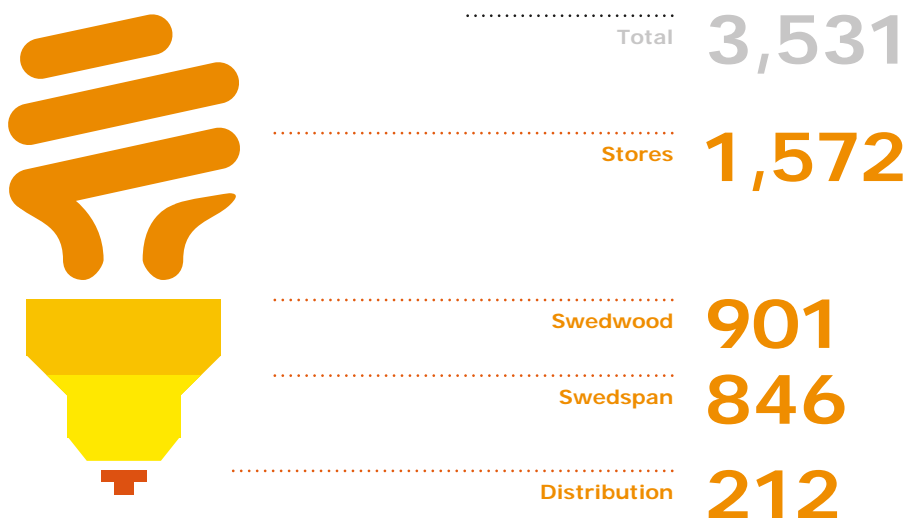 Total 3,531
Stores 1,572
Swedwood 901
Swedspan 846
Distribution 212